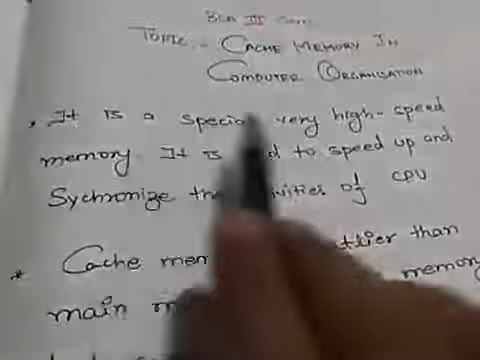 BCA III Sem
Topic:- Cache Memory In
Computer Organisation
* It is a special very high-speed
memory. It is to speed up and
Sychronize the of CPU
* Cache than
main memory